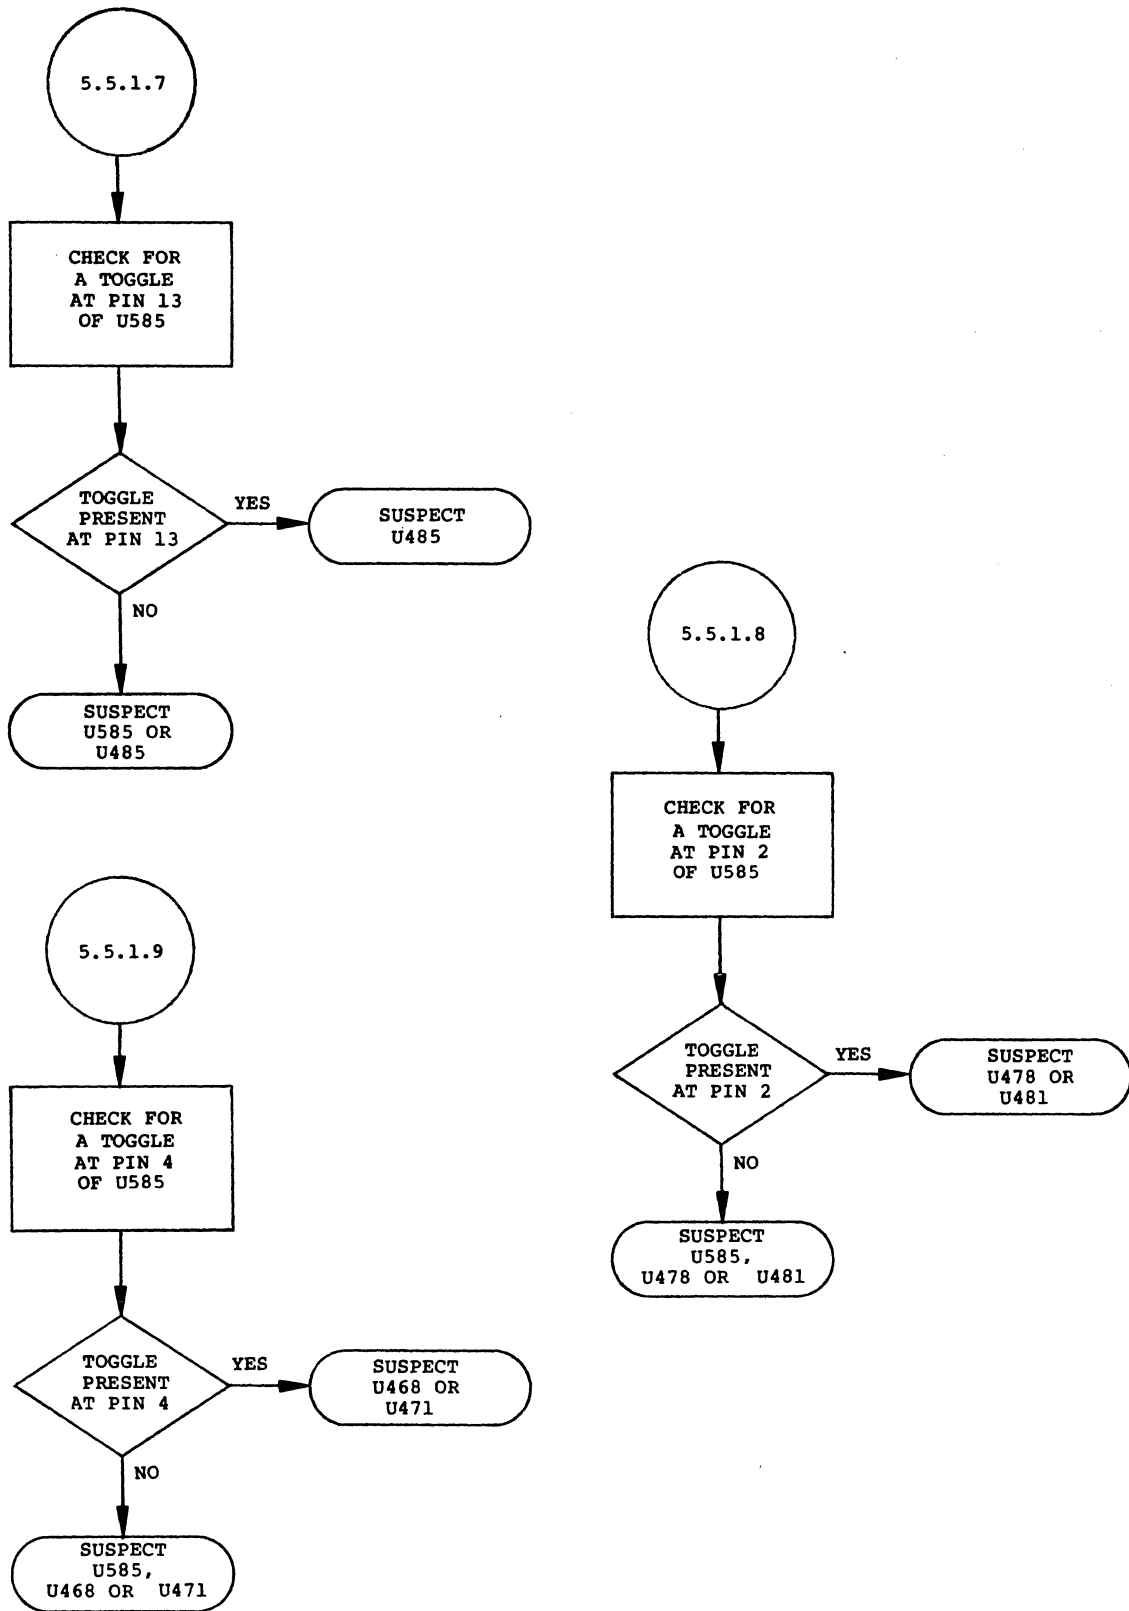 5.5.1.7
CHECK FOR
A TOGGLE
AT PIN 13
OF U585
TOGGLE
PRESENT
AT PIN 13
YES
SUSPECT
U485
NO
SUSPECT
U585 OR
U485
5.5.1.8
CHECK FOR
A TOGGLE
AT PIN 2
OF U585
TOGGLE
PRESENT
AT PIN 2
YES
SUSPECT
U478 OR
U481
NO
SUSPECT
U585,
U478 OR U481
5.5.1.9
CHECK FOR
A TOGGLE
AT PIN 4
OF U585
TOGGLE
PRESENT
AT PIN 4
YES
SUSPECT
U468 OR
U471
NO
SUSPECT
U585,
U468 OR U471